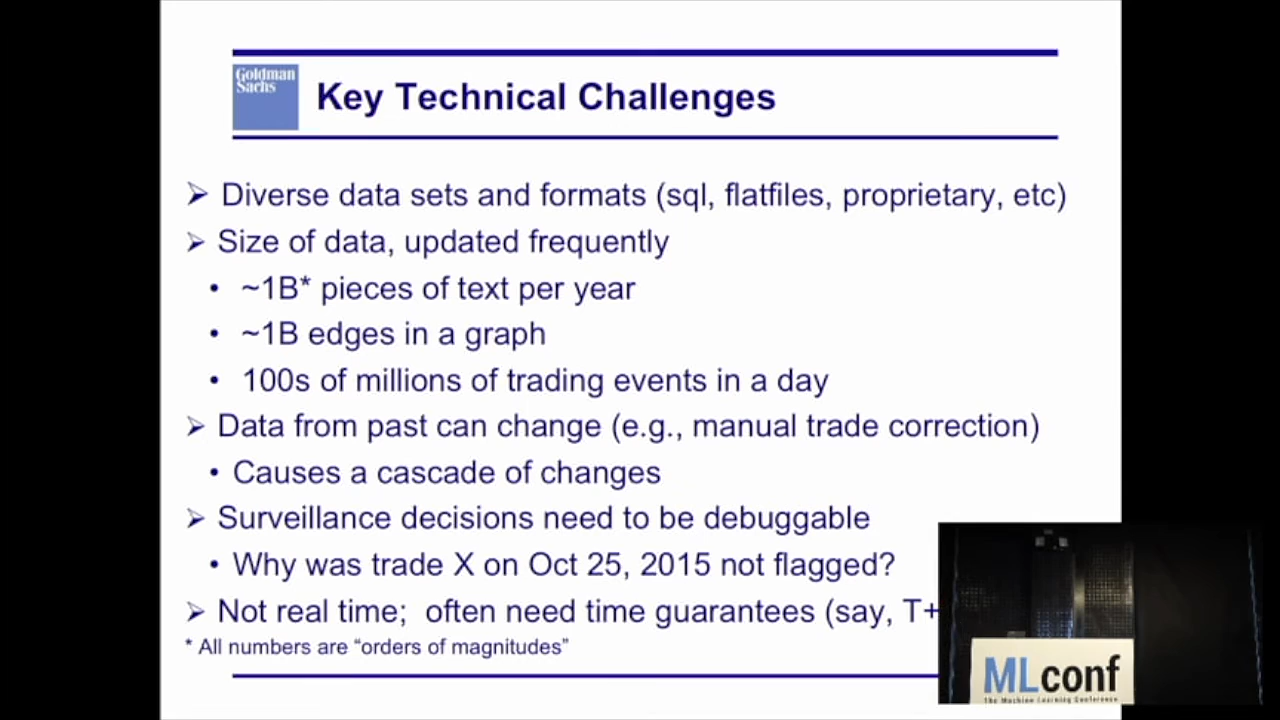 Goldman
Sachs
Key Technical Challenges
➢ Diverse data sets and formats (sql, flatfiles, proprietary, etc)
➢ Size of data, updated frequently
• ~1B* pieces of text per year
• ~1B edges in a graph
• 100s of millions of trading events in a day
➢ Data from past can change (e.g., manual trade correction)
• Causes a cascade of changes
➢ Surveillance decisions need to be debuggable
• Why was trade X on Oct 25, 2015 not flagged?
➢ Not real time; often need time guarantees (say, T+
* All numbers are “orders of magnitudes”
MLconf
The Machine Learning Conference